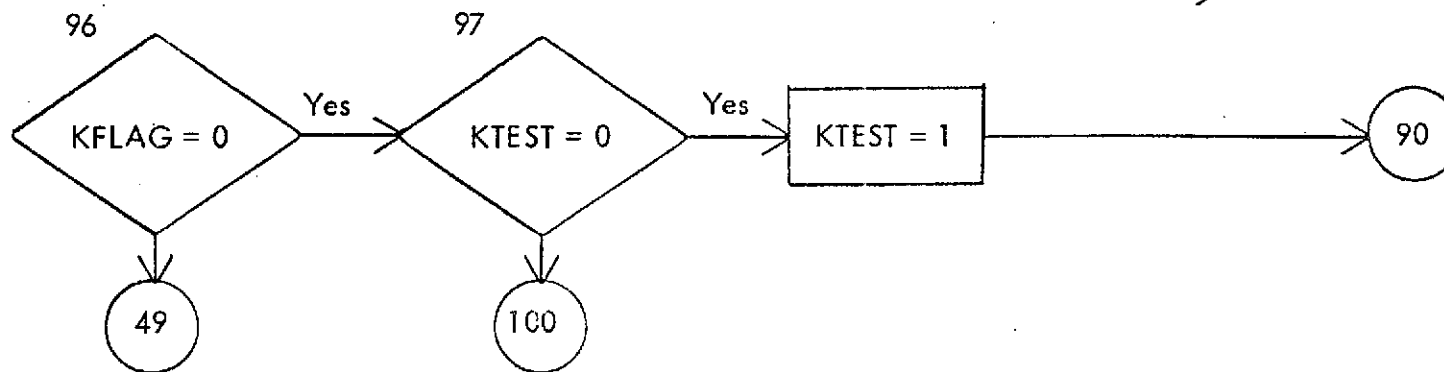 96
97
KFLAG = 0
Yes
KTEST = 0
Yes
KTEST = 1
90
49
100